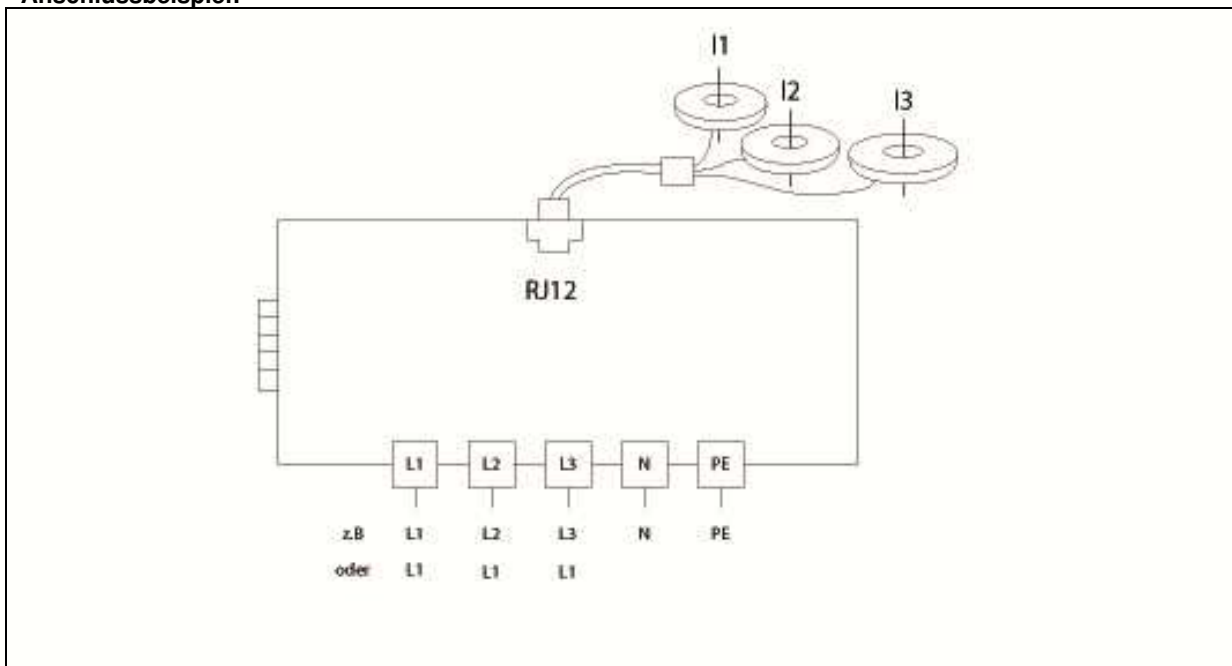 I1
I2
I3
RJ12
L1 L2 L3 N PE
z.B L1 L2 L3 N PE
oder L1 L1 L1